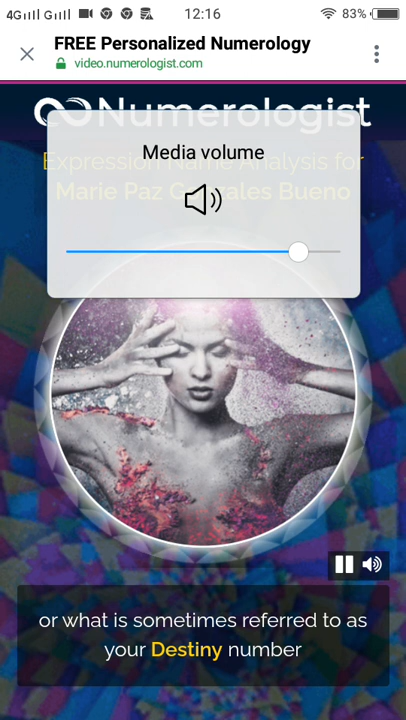 4G G 12:16 83%
FREE Personalized Numerology
video.numerologist.com
Numerologist
Media volume
Expression Name Analysis for
Marie Paz Gonzales Bueno
or what is sometimes referred to as
your Destiny number